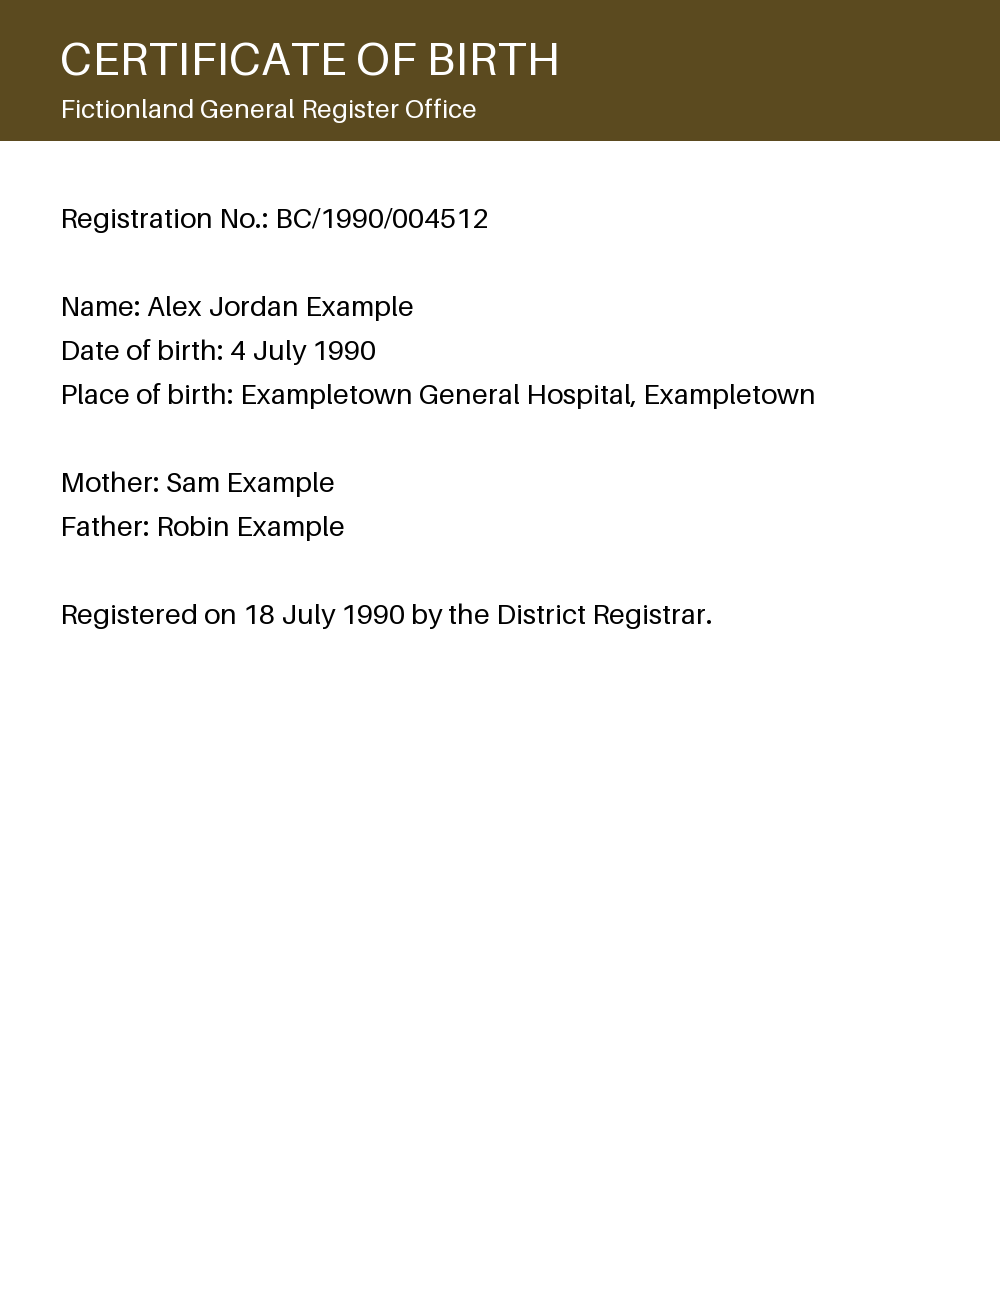 CERTIFICATE OF BIRTH
Fictionland General Register Office
Registration No.: BC/1990/004512
Name: Alex Jordan Example
Date of birth: 4 July 1990
Place of birth: Exampletown General Hospital, Exampletown
Mother: Sam Example
Father: Robin Example
Registered on 18 July 1990 by the District Registrar.